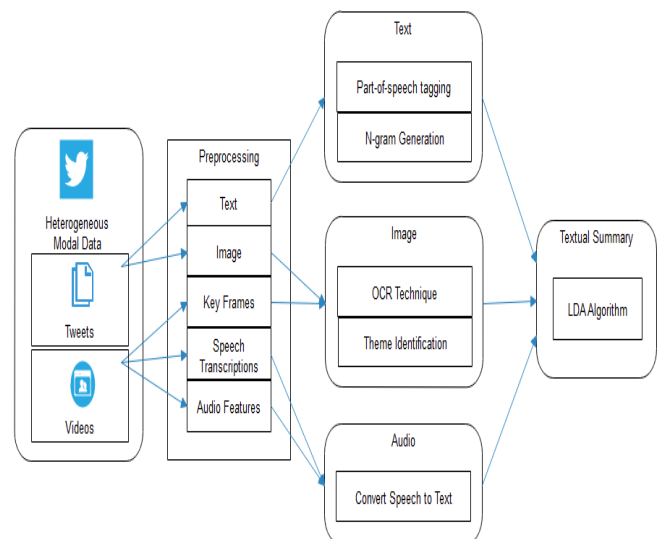 Heterogeneous
Modal Data
Tweets
Videos
Preprocessing
Text
Image
Key Frames
Speech
Transcriptions
Audio Features
Text
Part-of-speech tagging
N-gram Generation
Image
OCR Technique
Theme Identification
Audio
Convert Speech to Text
Textual Summary
LDA Algorithm